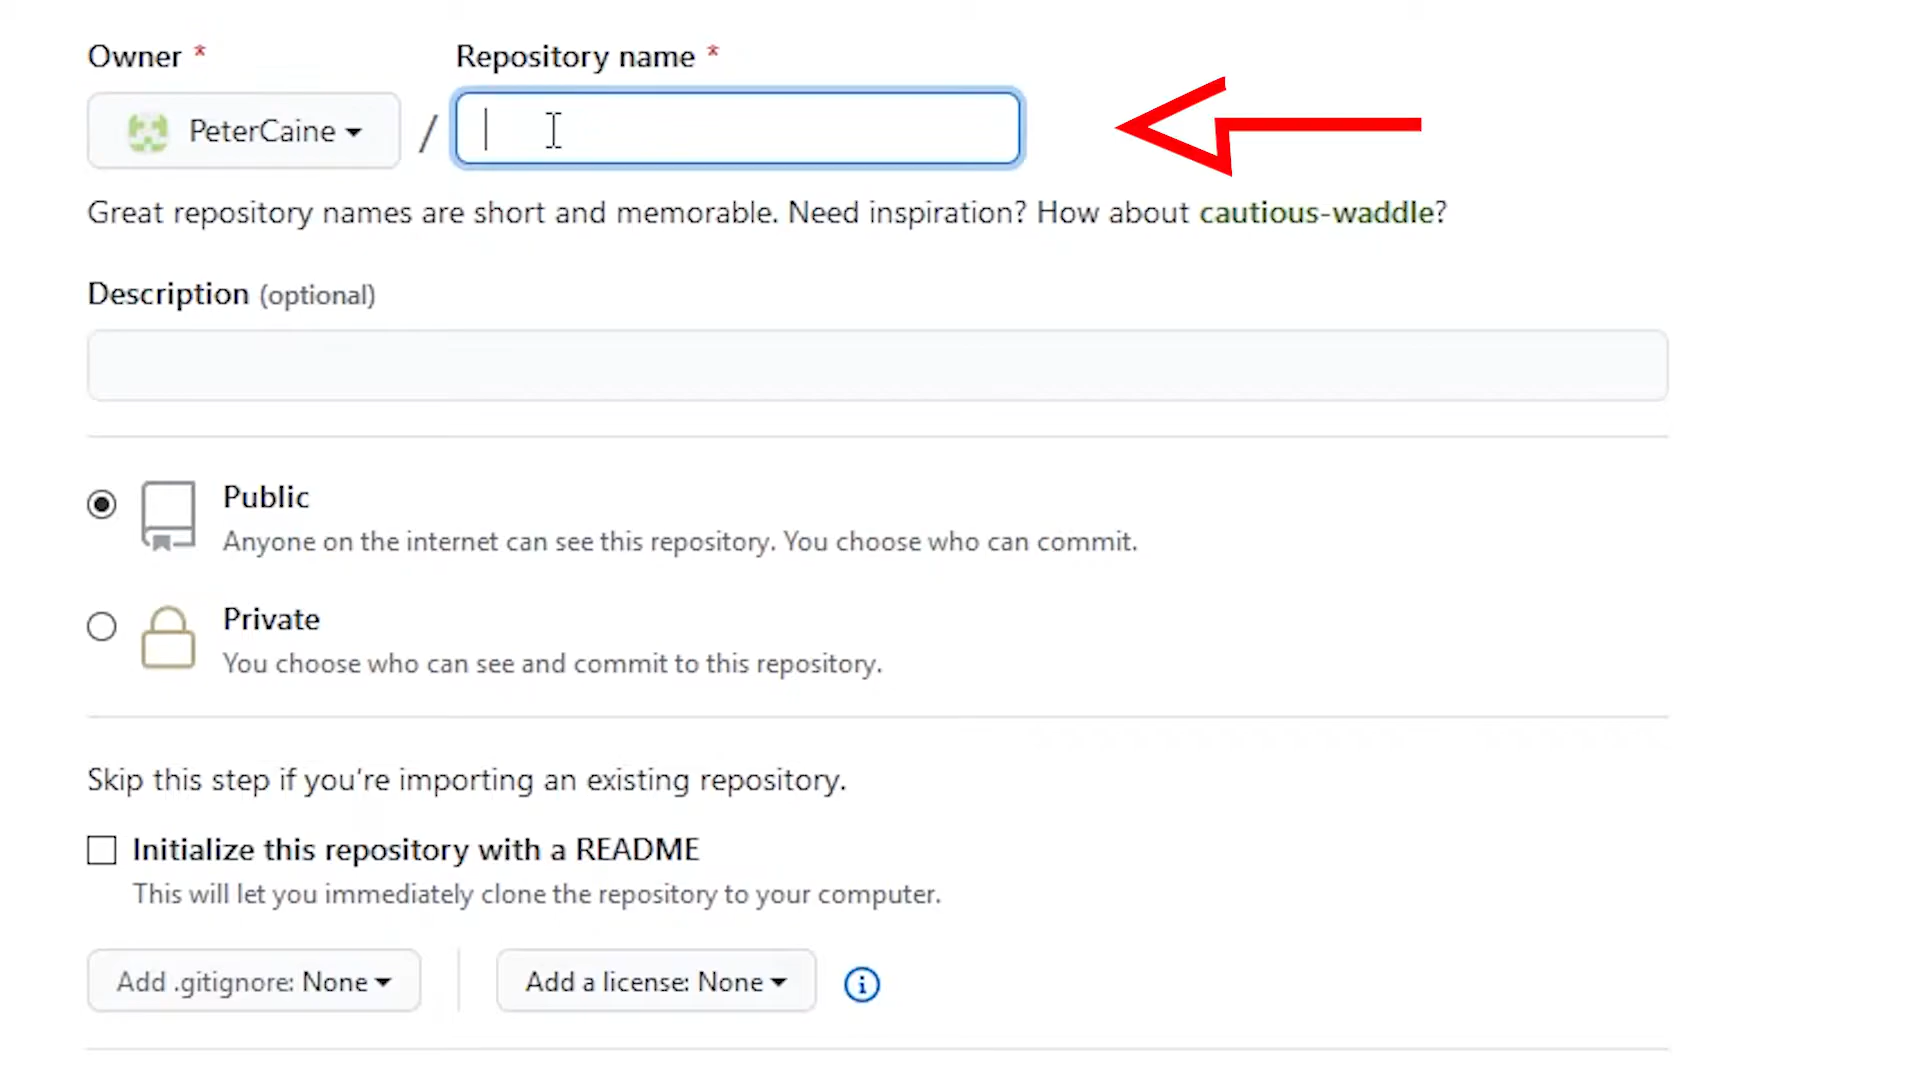 Owner *
Repository name *
PeterCaine
/
Great repository names are short and memorable. Need inspiration? How about cautious-waddle?
Description (optional)
Public
Anyone on the internet can see this repository. You choose who can commit.
Private
You choose who can see and commit to this repository.
Skip this step if you're importing an existing repository.
Initialize this repository with a README
This will let you immediately clone the repository to your computer.
Add .gitignore: None
Add a license: None